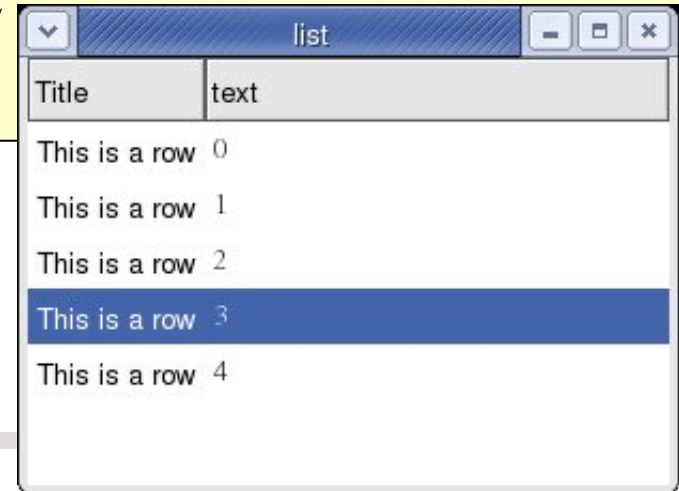 list
Title text
This is a row 0
This is a row 1
This is a row 2
This is a row 3
This is a row 4